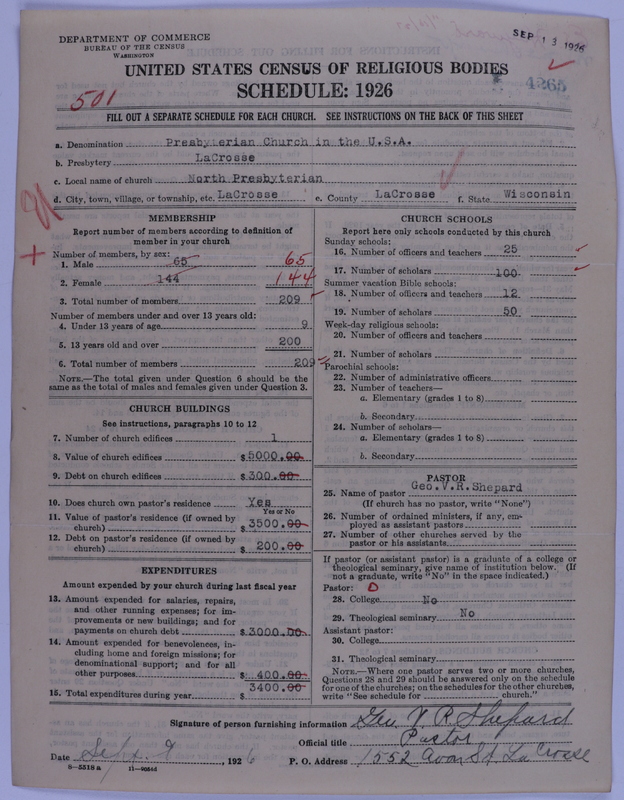 DEPARTMENT OF COMMERCE
BUREAU OF THE CENSUS
WASHINGTON
SEP 13 1926
UNITED STATES CENSUS OF RELIGIOUS BODIES
SCHEDULE: 1926
501
4265
FILL OUT A SEPARATE SCHEDULE FOR EACH CHURCH. SEE INSTRUCTIONS ON THE BACK OF THIS SHEET
a. Denomination Presbyterian Church in the U.S.A.
b. Presbytery LaCrosse
c. Local name of church North Presbyterian
d. City, town, village, or township, etc. LaCrosse e. County LaCrosse f. State Wisconsin
MEMBERSHIP
Report number of members according to definition of
member in your church
Number of members, by sex:
1. Male 65 65
2. Female 144 144
3. Total number of members 209
Number of members under and over 13 years old:
4. Under 13 years of age 9
5. 13 years old and over 200
6. Total number of members 209
NOTE.—The total given under Question 6 should be the
same as the total of males and females given under Question 3.
CHURCH BUILDINGS
See instructions, paragraphs 10 to 12
7. Number of church edifices 1
8. Value of church edifices $ 5000.00
9. Debt on church edifices $ 300.00
10. Does church own pastor's residence Yes
Yes or No
11. Value of pastor's residence (if owned by
church) $ 3500.00
12. Debt on pastor's residence (if owned by
church) $ 200.00
EXPENDITURES
Amount expended by your church during last fiscal year
13. Amount expended for salaries, repairs,
and other running expenses; for im-
provements or new buildings; and for
payments on church debt $ 3000.00
14. Amount expended for benevolences, in-
cluding home and foreign missions; for
denominational support; and for all
other purposes $ 400.00
15. Total expenditures during year $ 3400.00
CHURCH SCHOOLS
Report here only schools conducted by this church
Sunday schools:
16. Number of officers and teachers 25
17. Number of scholars 100
Summer vacation Bible schools:
18. Number of officers and teachers 12
19. Number of scholars 50
Week-day religious schools:
20. Number of officers and teachers
21. Number of scholars
Parochial schools:
22. Number of administrative officers
23. Number of teachers—
a. Elementary (grades 1 to 8)
b. Secondary
24. Number of scholars—
a. Elementary (grades 1 to 8)
b. Secondary
PASTOR
25. Name of pastor Geo.V.R.Shepard
(If church has no pastor, write "None")
26. Number of ordained ministers, if any, em-
ployed as assistant pastors
27. Number of other churches served by the
pastor or his assistants
If pastor (or assistant pastor) is a graduate of a college or
theological seminary, give name of institution below. (If
not a graduate, write "No" in the space indicated.)
Pastor:
28. College No
29. Theological seminary No
Assistant pastor:
30. College
31. Theological seminary
NOTE.—Where one pastor serves two or more churches,
Questions 28 and 29 should be answered only on the schedule
for one of the churches; on the schedules for the other churches,
write "See schedule for church."
Signature of person furnishing information Geo. V R Shepard
Official title Pastor
Date Sept. 9, 1926 P. O. Address 1552 Avon St La Crosse
8—5518a 11—9054d